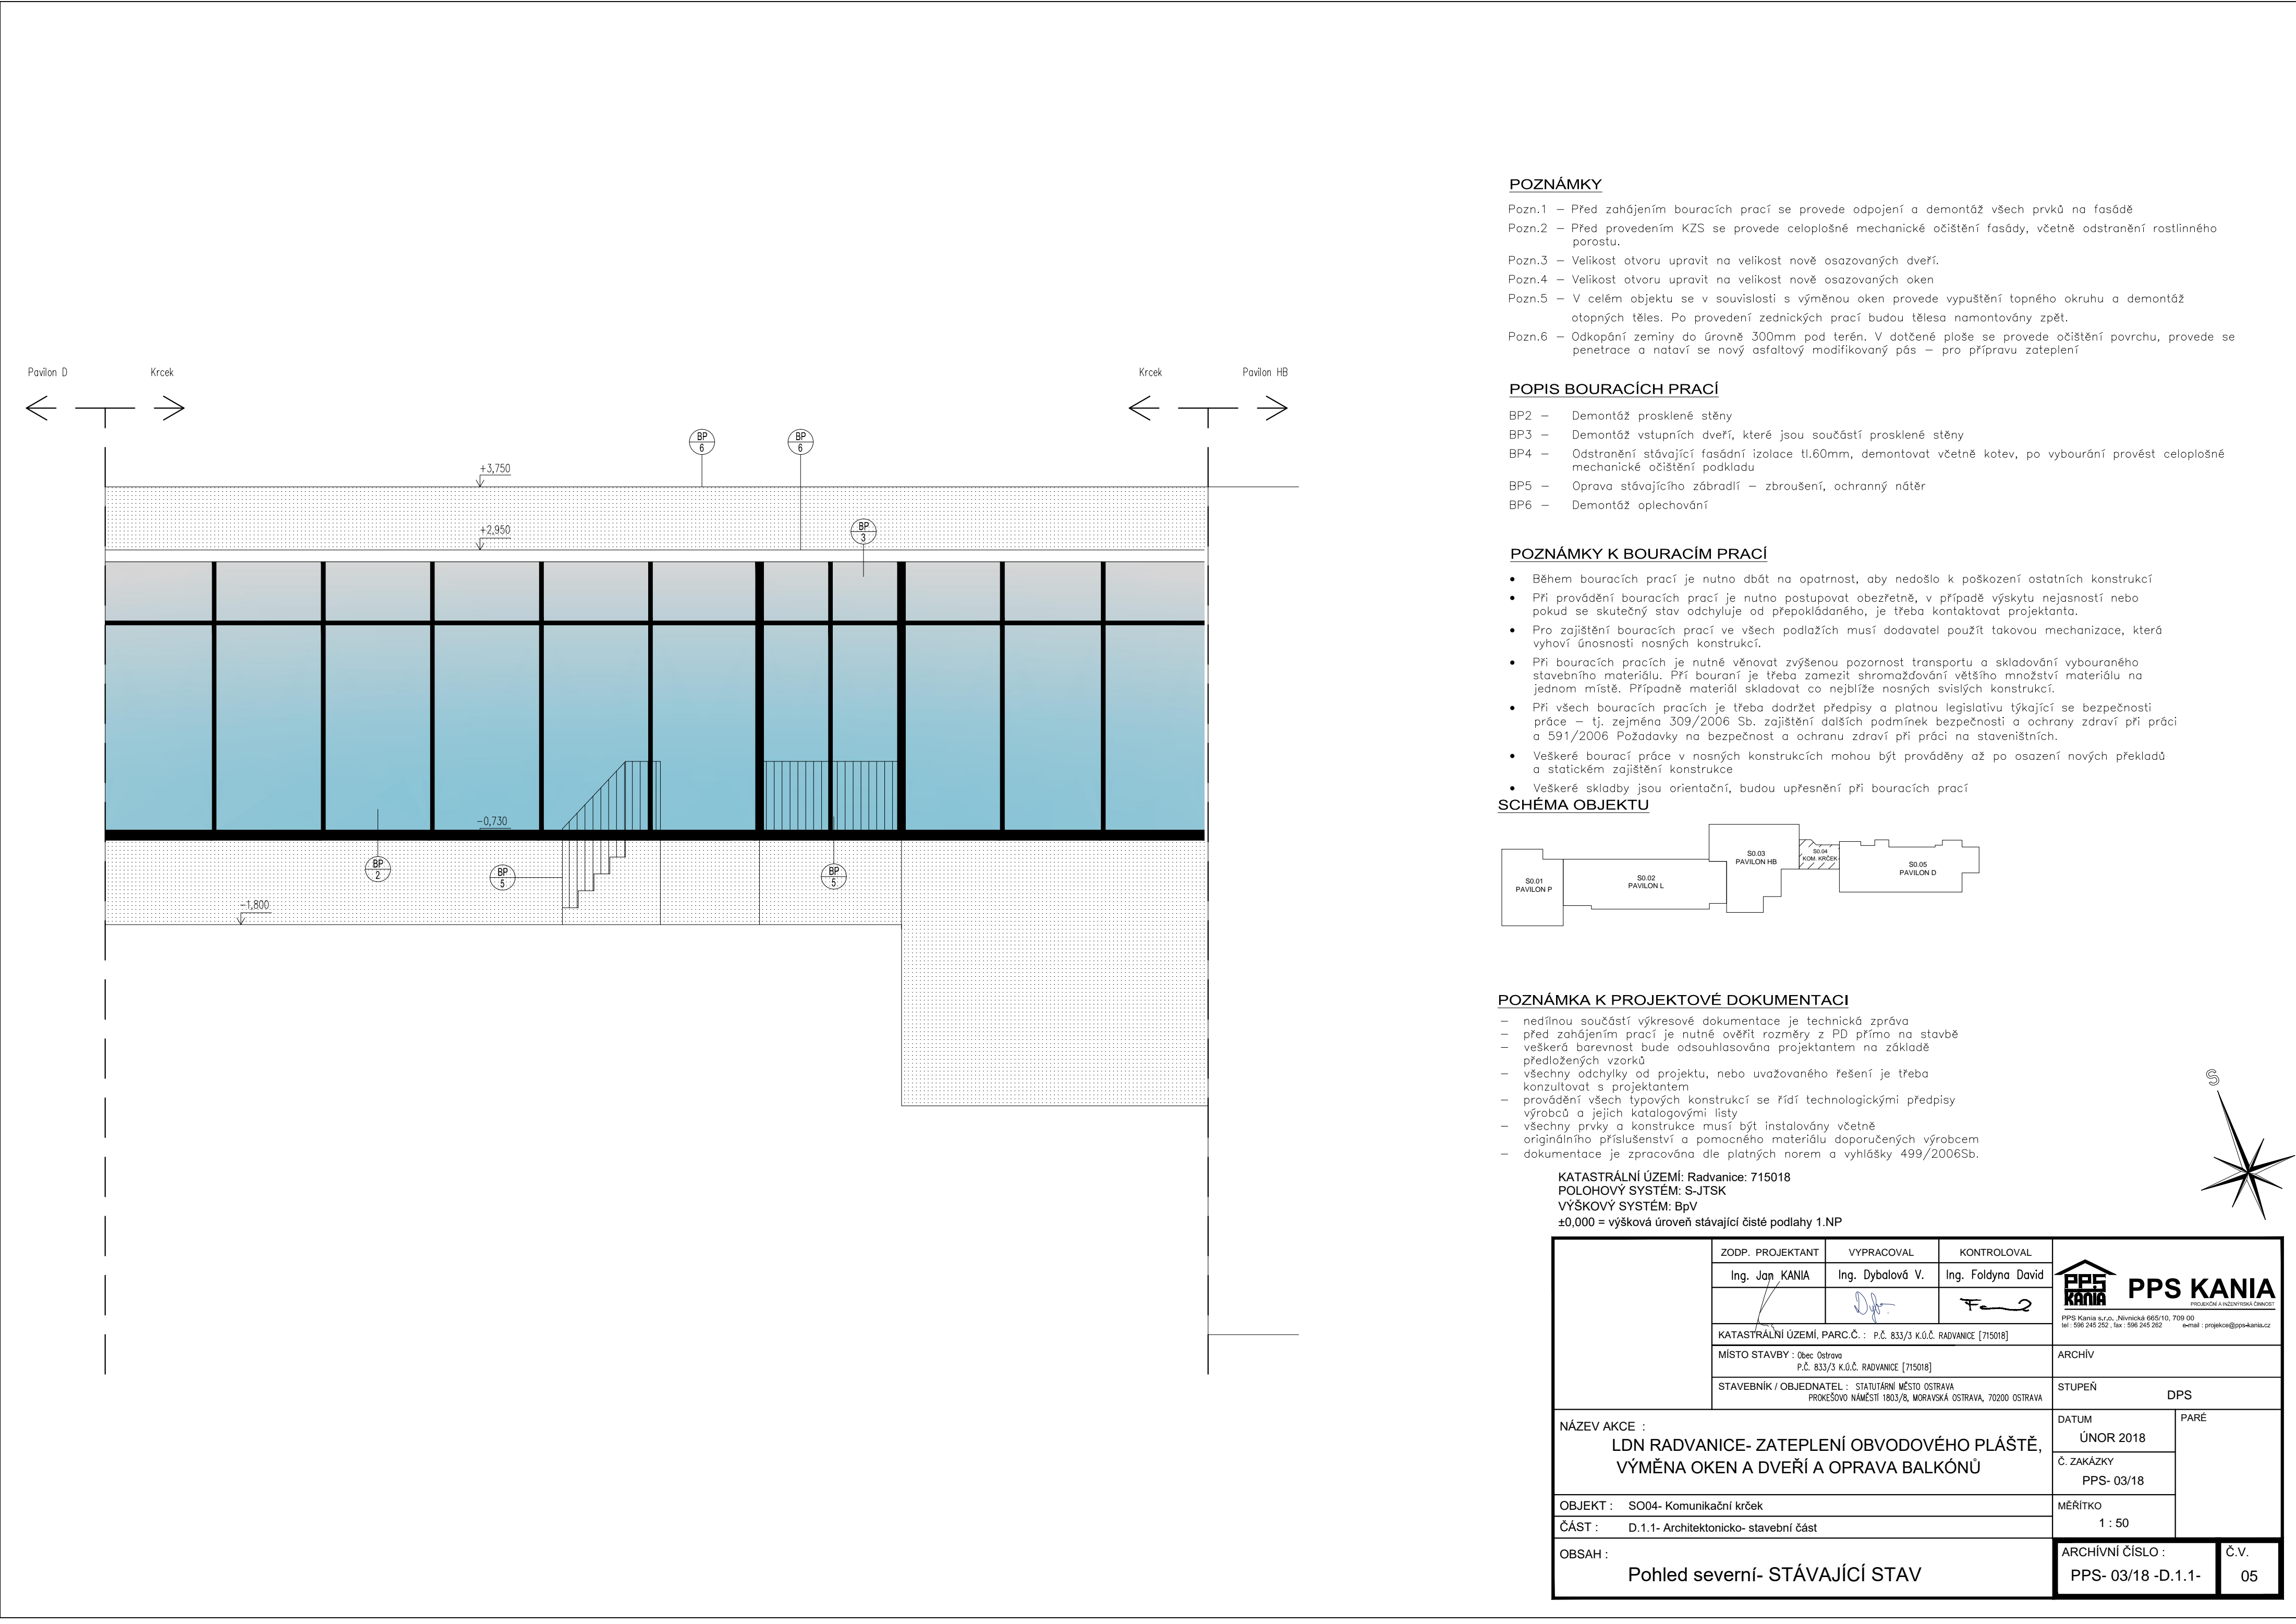 Pavilon D
Krcek
Krcek
Pavilon HB
BP
6
BP
6
+3,750
+2,950
BP
3
-0,730
BP
2
BP
5
BP
5
-1,800
POZNÁMKY
Pozn.1 – Před zahájením bouracích prací se provede odpojení a demontáž všech prvků na fasádě
Pozn.2 – Před provedením KZS se provede celoplošné mechanické očištění fasády, včetně odstranění rostlinného
porostu.
Pozn.3 – Velikost otvoru upravit na velikost nově osazovaných dveří.
Pozn.4 – Velikost otvoru upravit na velikost nově osazovaných oken
Pozn.5 – V celém objektu se v souvislosti s výměnou oken provede vypuštění topného okruhu a demontáž
otopných těles. Po provedení zednických prací budou tělesa namontovány zpět.
Pozn.6 – Odkopání zeminy do úrovně 300mm pod terén. V dotčené ploše se provede očištění povrchu, provede se
penetrace a nataví se nový asfaltový modifikovaný pás – pro přípravu zateplení
POPIS BOURACÍCH PRACÍ
BP2 – Demontáž prosklené stěny
BP3 – Demontáž vstupních dveří, které jsou součástí prosklené stěny
BP4 – Odstranění stávající fasádní izolace tl.60mm, demontovat včetně kotev, po vybourání provést celoplošné
mechanické očištění podkladu
BP5 – Oprava stávajícího zábradlí – zbroušení, ochranný nátěr
BP6 – Demontáž oplechování
POZNÁMKY K BOURACÍM PRACÍ
• Během bouracích prací je nutno dbát na opatrnost, aby nedošlo k poškození ostatních konstrukcí
• Při provádění bouracích prací je nutno postupovat obezřetně, v případě výskytu nejasností nebo
pokud se skutečný stav odchyluje od přepokládaného, je třeba kontaktovat projektanta.
• Pro zajištění bouracích prací ve všech podlažích musí dodavatel použít takovou mechanizace, která
vyhoví únosnosti nosných konstrukcí.
• Při bouracích pracích je nutné věnovat zvýšenou pozornost transportu a skladování vybouraného
stavebního materiálu. Pří bouraní je třeba zamezit shromažďování většího množství materiálu na
jednom místě. Případně materiál skladovat co nejblíže nosných svislých konstrukcí.
• Při všech bouracích pracích je třeba dodržet předpisy a platnou legislativu týkající se bezpečnosti
práce – tj. zejména 309/2006 Sb. zajištění dalších podmínek bezpečnosti a ochrany zdraví při práci
a 591/2006 Požadavky na bezpečnost a ochranu zdraví při práci na staveništních.
• Veškeré bourací práce v nosných konstrukcích mohou být prováděny až po osazení nových překladů
a statickém zajištění konstrukce
• Veškeré skladby jsou orientační, budou upřesnění při bouracích prací
SCHÉMA OBJEKTU
S0.01
PAVILON P
S0.02
PAVILON L
S0.03
PAVILON HB
S0.04
KOM. KRČEK
S0.05
PAVILON D
POZNÁMKA K PROJEKTOVÉ DOKUMENTACI
– nedílnou součástí výkresové dokumentace je technická zpráva
– před zahájením prací je nutné ověřit rozměry z PD přímo na stavbě
– veškerá barevnost bude odsouhlasována projektantem na základě
předložených vzorků
– všechny odchylky od projektu, nebo uvažovaného řešení je třeba
konzultovat s projektantem
– provádění všech typových konstrukcí se řídí technologickými předpisy
výrobců a jejich katalogovými listy
– všechny prvky a konstrukce musí být instalovány včetně
originálního příslušenství a pomocného materiálu doporučených výrobcem
– dokumentace je zpracována dle platných norem a vyhlášky 499/2006Sb.
S
KATASTRÁLNÍ ÚZEMÍ: Radvanice: 715018
POLOHOVÝ SYSTÉM: S-JTSK
VÝŠKOVÝ SYSTÉM: BpV
±0,000 = výšková úroveň stávající čisté podlahy 1.NP
ZODP. PROJEKTANT
VYPRACOVAL
KONTROLOVAL
Ing. Jan KANIA
Ing. Dybalová V.
Ing. Foldyna David
PPS
KANIA
PPS KANIA
PROJEKČNÍ A INŽENÝRSKÁ ČINNOST
PPS Kania s.r.o. ,Nivnická 665/10, 709 00
tel : 596 245 252 , fax : 596 245 262 e-mail : projekce@pps-kania.cz
KATASTRÁLNÍ ÚZEMÍ, PARC.Č. : P.Č. 833/3 K.Ú.Č. RADVANICE [715018]
MÍSTO STAVBY : Obec Ostrava
P.Č. 833/3 K.Ú.Č. RADVANICE [715018]
ARCHÍV
STAVEBNÍK / OBJEDNATEL : STATUTÁRNÍ MĚSTO OSTRAVA
PROKEŠOVO NÁMĚSTÍ 1803/8, MORAVSKÁ OSTRAVA, 70200 OSTRAVA
STUPEŇ
DPS
NÁZEV AKCE :
LDN RADVANICE- ZATEPLENÍ OBVODOVÉHO PLÁŠTĚ,
VÝMĚNA OKEN A DVEŘÍ A OPRAVA BALKÓNŮ
DATUM
ÚNOR 2018
PARÉ
Č. ZAKÁZKY
PPS- 03/18
OBJEKT : SO04- Komunikační krček
ČÁST : D.1.1- Architektonicko- stavební část
MĚŘÍTKO
1 : 50
OBSAH :
Pohled severní- STÁVAJÍCÍ STAV
ARCHÍVNÍ ČÍSLO :
PPS- 03/18 -D.1.1-
Č.V.
05